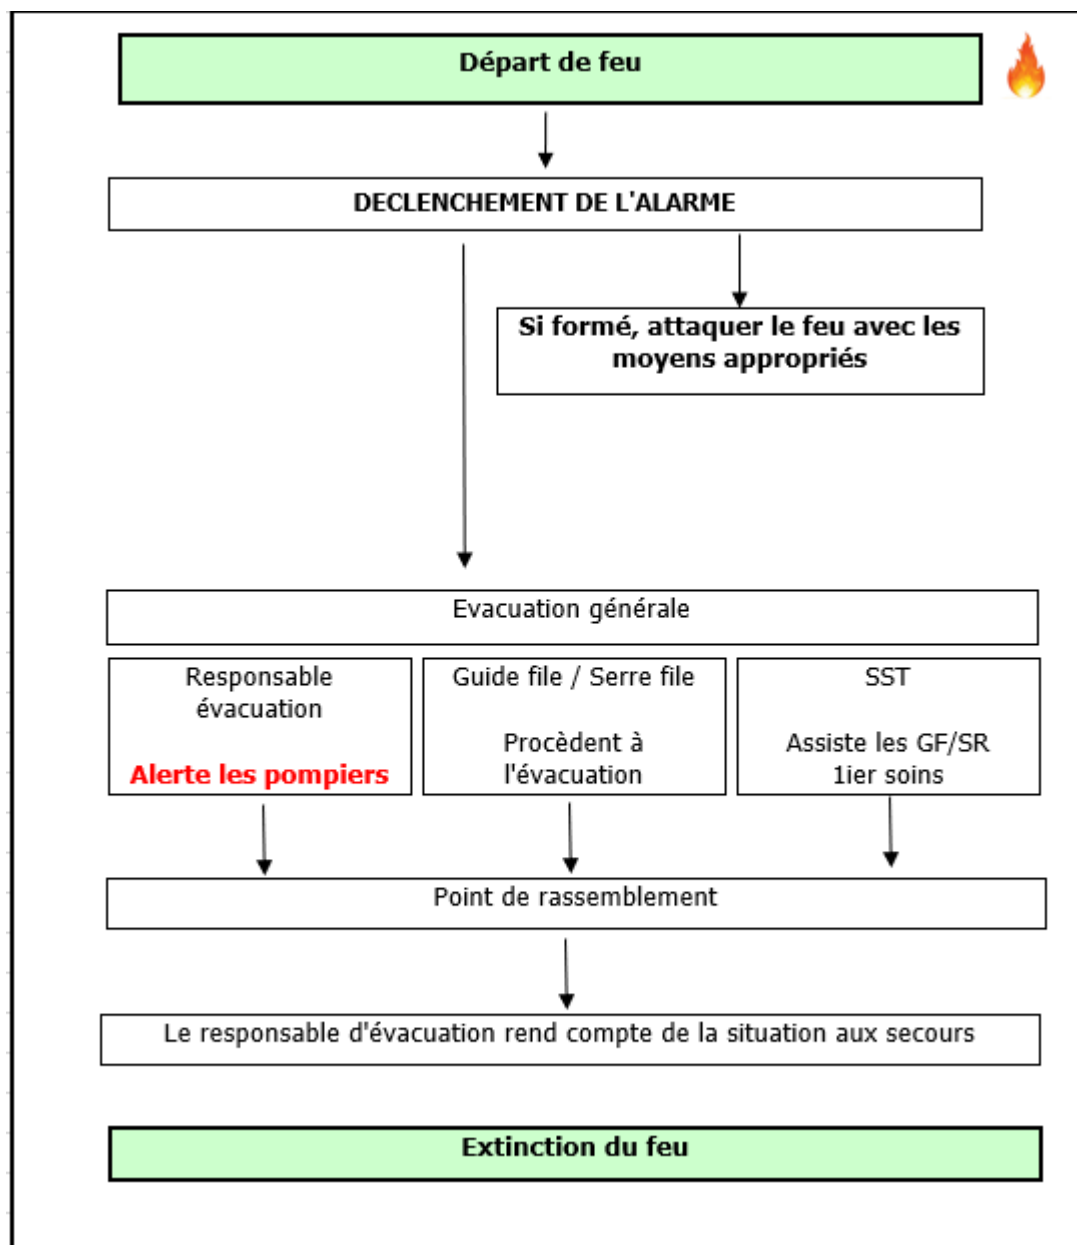 Départ de feu
DECLENCHEMENT DE L'ALARME
Si formé, attaquer le feu avec les
moyens appropriés
Evacuation générale
Responsable
évacuation
Alerte les pompiers
Guide file / Serre file
Procèdent à
l'évacuation
SST
Assiste les GF/SR
1ier soins
Point de rassemblement
Le responsable d'évacuation rend compte de la situation aux secours
Extinction du feu